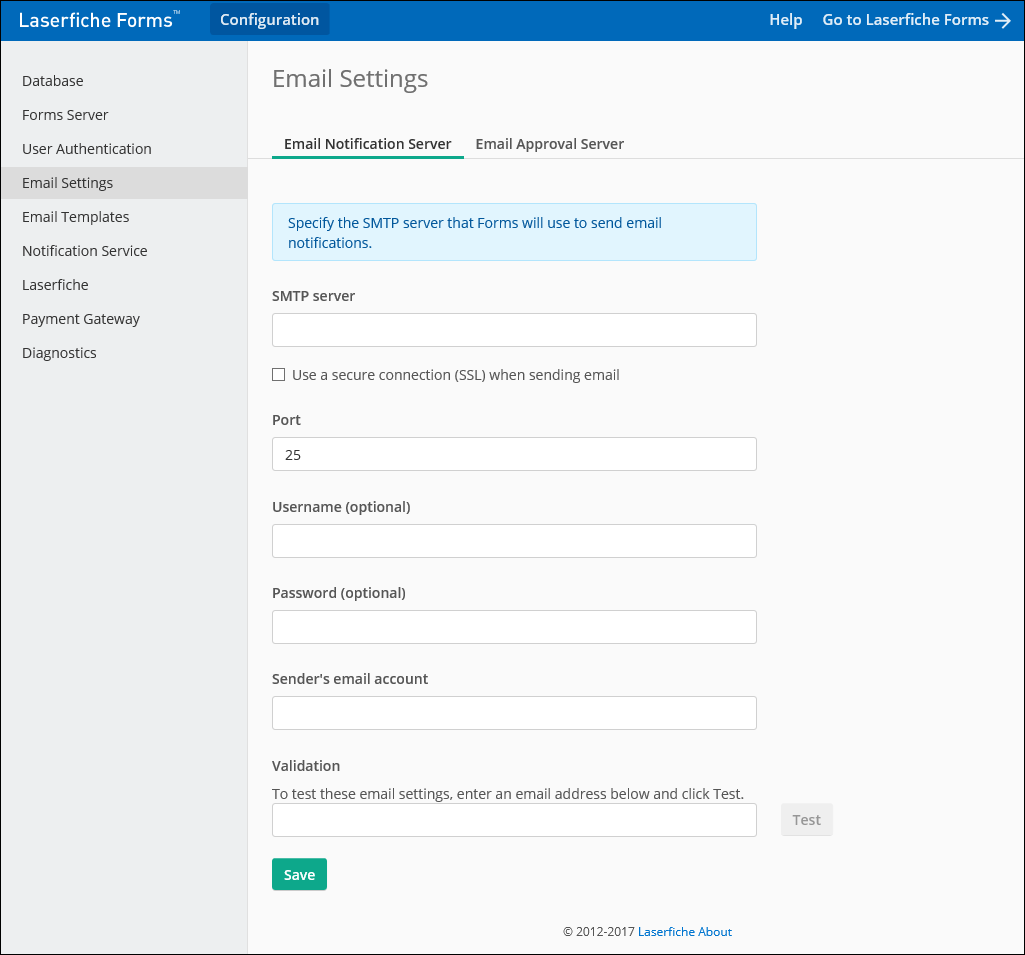 Laserfiche Forms™ Configuration Help Go to Laserfiche Forms →
Database
Forms Server
User Authentication
Email Settings
Email Templates
Notification Service
Laserfiche
Payment Gateway
Diagnostics
Email Settings
Email Notification Server Email Approval Server
Specify the SMTP server that Forms will use to send email
notifications.
SMTP server
Use a secure connection (SSL) when sending email
Port
25
Username (optional)
Password (optional)
Sender's email account
Validation
To test these email settings, enter an email address below and click Test.
Test
Save
© 2012-2017 Laserfiche About